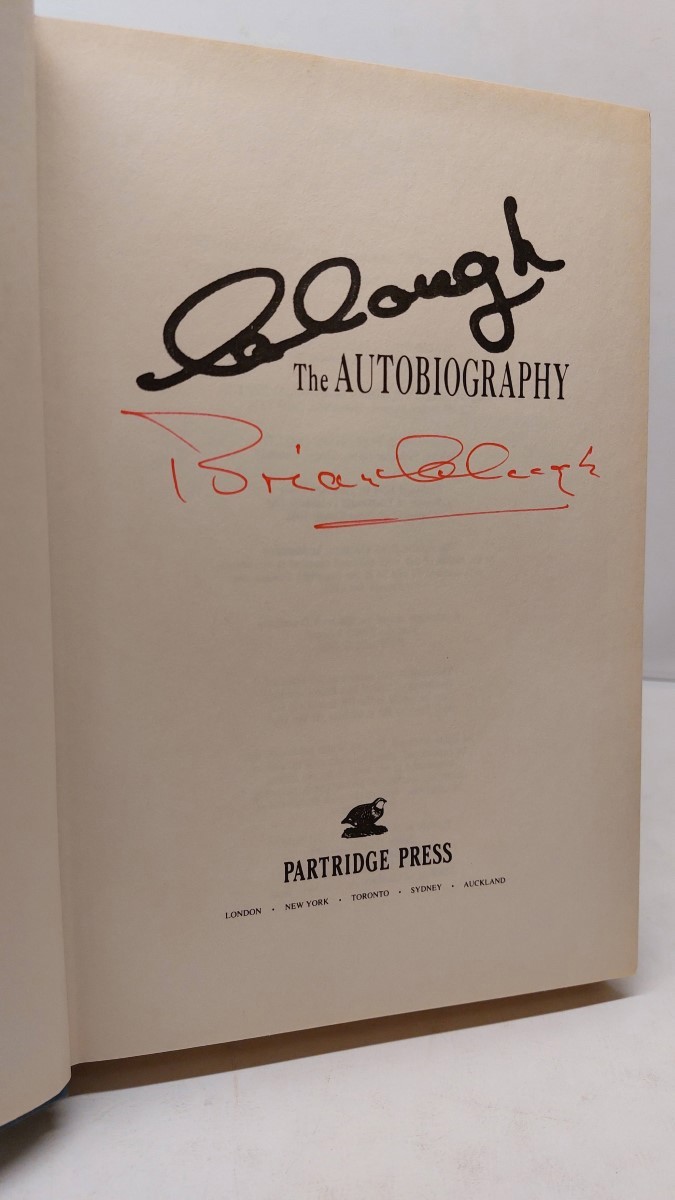 Clough
The AUTOBIOGRAPHY
Brian Clough
PARTRIDGE PRESS
LONDON · NEW YORK · TORONTO · SYDNEY · AUCKLAND